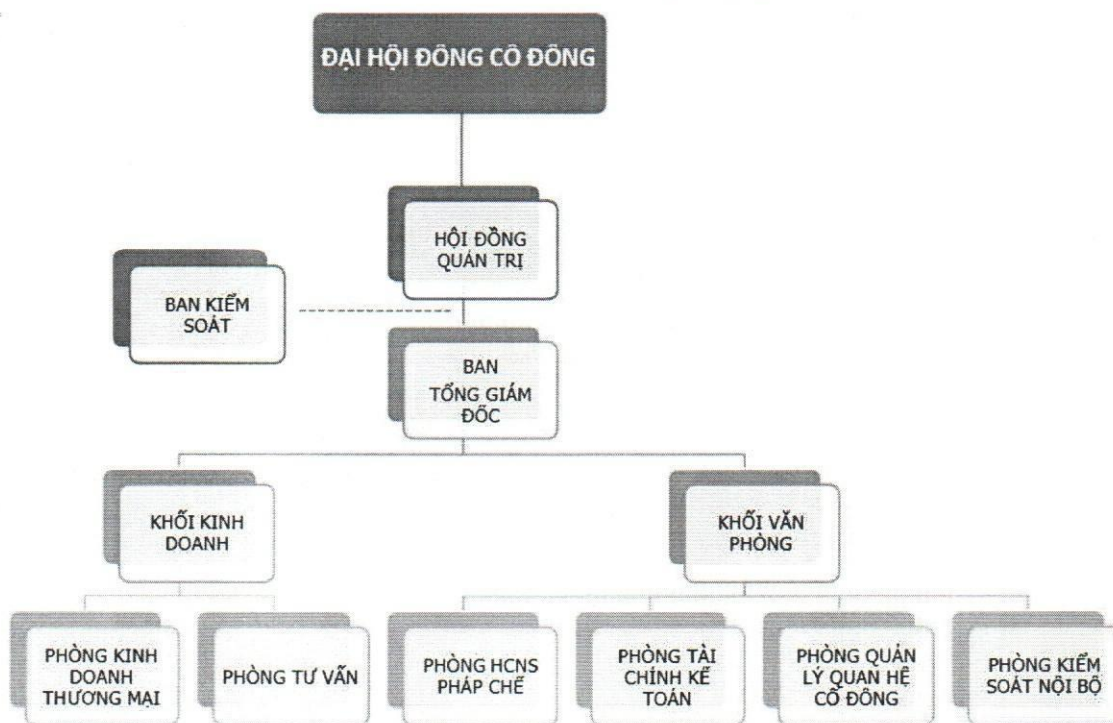 ĐẠI HỘI ĐỒNG CỔ ĐÔNG
HỘI ĐỒNG
QUẢN TRỊ
BAN KIỂM
SOÁT
BAN
TỔNG GIÁM
ĐỐC
KHỐI KINH
DOANH
KHỐI VĂN
PHÒNG
PHÒNG KINH
DOANH
THƯƠNG MẠI
PHÒNG TƯ VẤN
PHÒNG HCNS
PHÁP CHẾ
PHÒNG TÀI
CHÍNH KẾ
TOÁN
PHÒNG QUẢN
LÝ QUAN HỆ
CỔ ĐÔNG
PHÒNG KIỂM
SOÁT NỘI BỘ